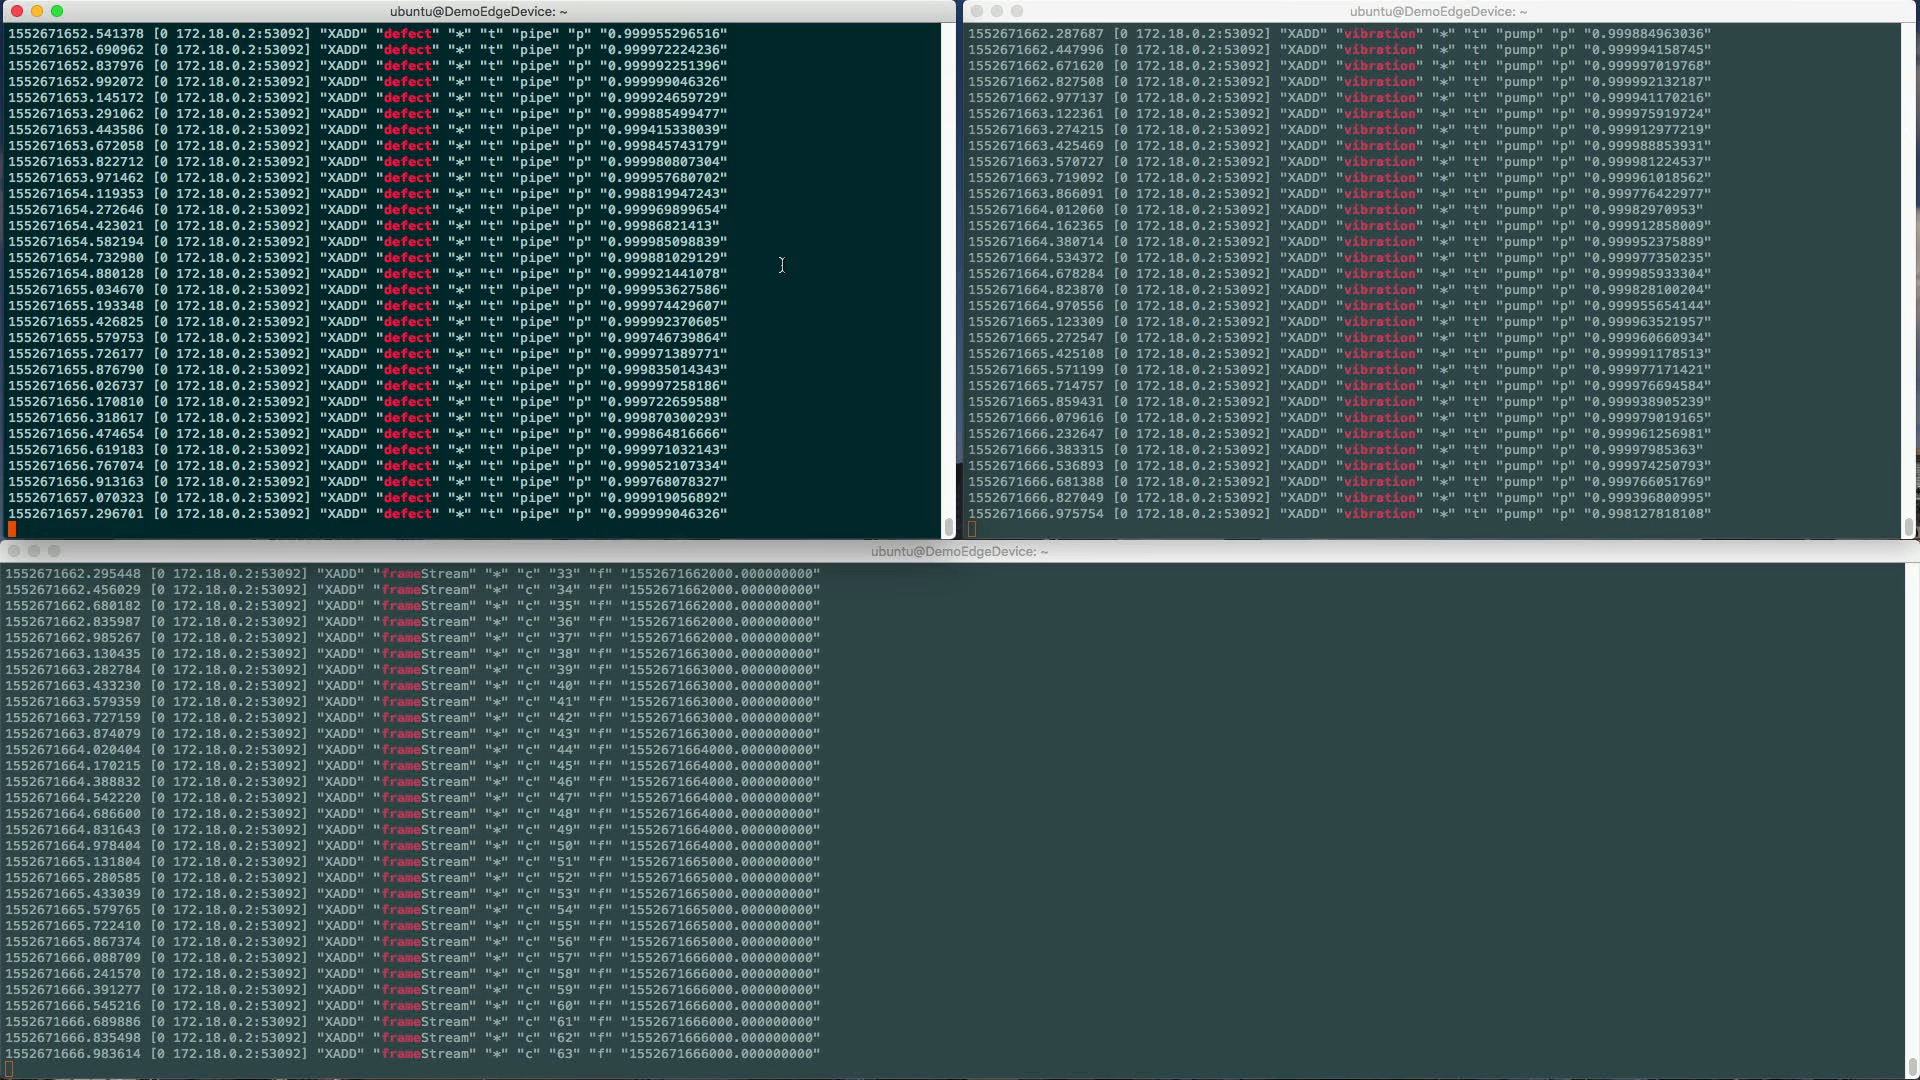 ubuntu@DemoEdgeDevice: ~
1552671652.541378 [0 172.18.0.2:53092] "XADD" "defect" "*" "t" "pipe" "p" "0.999955296516"
1552671652.690962 [0 172.18.0.2:53092] "XADD" "defect" "*" "t" "pipe" "p" "0.999972224236"
1552671652.837976 [0 172.18.0.2:53092] "XADD" "defect" "*" "t" "pipe" "p" "0.999992251396"
1552671652.992072 [0 172.18.0.2:53092] "XADD" "defect" "*" "t" "pipe" "p" "0.999999046326"
1552671653.145172 [0 172.18.0.2:53092] "XADD" "defect" "*" "t" "pipe" "p" "0.999924659729"
1552671653.291062 [0 172.18.0.2:53092] "XADD" "defect" "*" "t" "pipe" "p" "0.999885499477"
1552671653.443586 [0 172.18.0.2:53092] "XADD" "defect" "*" "t" "pipe" "p" "0.999415338039"
1552671653.672058 [0 172.18.0.2:53092] "XADD" "defect" "*" "t" "pipe" "p" "0.999845743179"
1552671653.822712 [0 172.18.0.2:53092] "XADD" "defect" "*" "t" "pipe" "p" "0.999980807304"
1552671653.971462 [0 172.18.0.2:53092] "XADD" "defect" "*" "t" "pipe" "p" "0.999957680702"
1552671654.119353 [0 172.18.0.2:53092] "XADD" "defect" "*" "t" "pipe" "p" "0.998819947243"
1552671654.272646 [0 172.18.0.2:53092] "XADD" "defect" "*" "t" "pipe" "p" "0.999969899654"
1552671654.423021 [0 172.18.0.2:53092] "XADD" "defect" "*" "t" "pipe" "p" "0.99986821413"
1552671654.582194 [0 172.18.0.2:53092] "XADD" "defect" "*" "t" "pipe" "p" "0.999985098839"
1552671654.732980 [0 172.18.0.2:53092] "XADD" "defect" "*" "t" "pipe" "p" "0.999881029129"
1552671654.880128 [0 172.18.0.2:53092] "XADD" "defect" "*" "t" "pipe" "p" "0.999921441078"
1552671655.034670 [0 172.18.0.2:53092] "XADD" "defect" "*" "t" "pipe" "p" "0.999953627586"
1552671655.193348 [0 172.18.0.2:53092] "XADD" "defect" "*" "t" "pipe" "p" "0.999974429607"
1552671655.426825 [0 172.18.0.2:53092] "XADD" "defect" "*" "t" "pipe" "p" "0.999992370605"
1552671655.579753 [0 172.18.0.2:53092] "XADD" "defect" "*" "t" "pipe" "p" "0.999746739864"
1552671655.726177 [0 172.18.0.2:53092] "XADD" "defect" "*" "t" "pipe" "p" "0.999971389771"
1552671655.876790 [0 172.18.0.2:53092] "XADD" "defect" "*" "t" "pipe" "p" "0.999835014343"
1552671656.026737 [0 172.18.0.2:53092] "XADD" "defect" "*" "t" "pipe" "p" "0.999997258186"
1552671656.170810 [0 172.18.0.2:53092] "XADD" "defect" "*" "t" "pipe" "p" "0.999722659588"
1552671656.318617 [0 172.18.0.2:53092] "XADD" "defect" "*" "t" "pipe" "p" "0.999870300293"
1552671656.474654 [0 172.18.0.2:53092] "XADD" "defect" "*" "t" "pipe" "p" "0.999864816666"
1552671656.619183 [0 172.18.0.2:53092] "XADD" "defect" "*" "t" "pipe" "p" "0.999971032143"
1552671656.767074 [0 172.18.0.2:53092] "XADD" "defect" "*" "t" "pipe" "p" "0.999052107334"
1552671656.913163 [0 172.18.0.2:53092] "XADD" "defect" "*" "t" "pipe" "p" "0.999768078327"
1552671657.070323 [0 172.18.0.2:53092] "XADD" "defect" "*" "t" "pipe" "p" "0.999919056892"
1552671657.296701 [0 172.18.0.2:53092] "XADD" "defect" "*" "t" "pipe" "p" "0.999999046326"
ubuntu@DemoEdgeDevice: ~
1552671662.287687 [0 172.18.0.2:53092] "XADD" "vibration" "*" "t" "pump" "p" "0.999884963036"
1552671662.447996 [0 172.18.0.2:53092] "XADD" "vibration" "*" "t" "pump" "p" "0.999994158745"
1552671662.671620 [0 172.18.0.2:53092] "XADD" "vibration" "*" "t" "pump" "p" "0.999997019768"
1552671662.827508 [0 172.18.0.2:53092] "XADD" "vibration" "*" "t" "pump" "p" "0.999992132187"
1552671662.977137 [0 172.18.0.2:53092] "XADD" "vibration" "*" "t" "pump" "p" "0.999941170216"
1552671663.122361 [0 172.18.0.2:53092] "XADD" "vibration" "*" "t" "pump" "p" "0.999975919724"
1552671663.274215 [0 172.18.0.2:53092] "XADD" "vibration" "*" "t" "pump" "p" "0.999912977219"
1552671663.425469 [0 172.18.0.2:53092] "XADD" "vibration" "*" "t" "pump" "p" "0.999988853931"
1552671663.570727 [0 172.18.0.2:53092] "XADD" "vibration" "*" "t" "pump" "p" "0.999981224537"
1552671663.719092 [0 172.18.0.2:53092] "XADD" "vibration" "*" "t" "pump" "p" "0.999961018562"
1552671663.866091 [0 172.18.0.2:53092] "XADD" "vibration" "*" "t" "pump" "p" "0.999776422977"
1552671664.012060 [0 172.18.0.2:53092] "XADD" "vibration" "*" "t" "pump" "p" "0.99982970953"
1552671664.162365 [0 172.18.0.2:53092] "XADD" "vibration" "*" "t" "pump" "p" "0.999912858009"
1552671664.380714 [0 172.18.0.2:53092] "XADD" "vibration" "*" "t" "pump" "p" "0.999952375889"
1552671664.534372 [0 172.18.0.2:53092] "XADD" "vibration" "*" "t" "pump" "p" "0.999977350235"
1552671664.678284 [0 172.18.0.2:53092] "XADD" "vibration" "*" "t" "pump" "p" "0.999985933304"
1552671664.823870 [0 172.18.0.2:53092] "XADD" "vibration" "*" "t" "pump" "p" "0.999828100204"
1552671664.970556 [0 172.18.0.2:53092] "XADD" "vibration" "*" "t" "pump" "p" "0.999955654144"
1552671665.123309 [0 172.18.0.2:53092] "XADD" "vibration" "*" "t" "pump" "p" "0.999963521957"
1552671665.272547 [0 172.18.0.2:53092] "XADD" "vibration" "*" "t" "pump" "p" "0.999960660934"
1552671665.425108 [0 172.18.0.2:53092] "XADD" "vibration" "*" "t" "pump" "p" "0.999991178513"
1552671665.571199 [0 172.18.0.2:53092] "XADD" "vibration" "*" "t" "pump" "p" "0.999977171421"
1552671665.714757 [0 172.18.0.2:53092] "XADD" "vibration" "*" "t" "pump" "p" "0.999976694584"
1552671665.859431 [0 172.18.0.2:53092] "XADD" "vibration" "*" "t" "pump" "p" "0.999938905239"
1552671666.079616 [0 172.18.0.2:53092] "XADD" "vibration" "*" "t" "pump" "p" "0.999979019165"
1552671666.232647 [0 172.18.0.2:53092] "XADD" "vibration" "*" "t" "pump" "p" "0.999961256981"
1552671666.383315 [0 172.18.0.2:53092] "XADD" "vibration" "*" "t" "pump" "p" "0.99997985363"
1552671666.536893 [0 172.18.0.2:53092] "XADD" "vibration" "*" "t" "pump" "p" "0.999974250793"
1552671666.681388 [0 172.18.0.2:53092] "XADD" "vibration" "*" "t" "pump" "p" "0.999766051769"
1552671666.827049 [0 172.18.0.2:53092] "XADD" "vibration" "*" "t" "pump" "p" "0.999396800995"
1552671666.975754 [0 172.18.0.2:53092] "XADD" "vibration" "*" "t" "pump" "p" "0.998127818108"
ubuntu@DemoEdgeDevice: ~
1552671662.295448 [0 172.18.0.2:53092] "XADD" "frameStream" "*" "c" "33" "f" "1552671662000.000000000"
1552671662.456029 [0 172.18.0.2:53092] "XADD" "frameStream" "*" "c" "34" "f" "1552671662000.000000000"
1552671662.680182 [0 172.18.0.2:53092] "XADD" "frameStream" "*" "c" "35" "f" "1552671662000.000000000"
1552671662.835987 [0 172.18.0.2:53092] "XADD" "frameStream" "*" "c" "36" "f" "1552671662000.000000000"
1552671662.985267 [0 172.18.0.2:53092] "XADD" "frameStream" "*" "c" "37" "f" "1552671662000.000000000"
1552671663.130435 [0 172.18.0.2:53092] "XADD" "frameStream" "*" "c" "38" "f" "1552671663000.000000000"
1552671663.282784 [0 172.18.0.2:53092] "XADD" "frameStream" "*" "c" "39" "f" "1552671663000.000000000"
1552671663.433230 [0 172.18.0.2:53092] "XADD" "frameStream" "*" "c" "40" "f" "1552671663000.000000000"
1552671663.579359 [0 172.18.0.2:53092] "XADD" "frameStream" "*" "c" "41" "f" "1552671663000.000000000"
1552671663.727159 [0 172.18.0.2:53092] "XADD" "frameStream" "*" "c" "42" "f" "1552671663000.000000000"
1552671663.874079 [0 172.18.0.2:53092] "XADD" "frameStream" "*" "c" "43" "f" "1552671663000.000000000"
1552671664.020404 [0 172.18.0.2:53092] "XADD" "frameStream" "*" "c" "44" "f" "1552671664000.000000000"
1552671664.170215 [0 172.18.0.2:53092] "XADD" "frameStream" "*" "c" "45" "f" "1552671664000.000000000"
1552671664.388832 [0 172.18.0.2:53092] "XADD" "frameStream" "*" "c" "46" "f" "1552671664000.000000000"
1552671664.542220 [0 172.18.0.2:53092] "XADD" "frameStream" "*" "c" "47" "f" "1552671664000.000000000"
1552671664.686600 [0 172.18.0.2:53092] "XADD" "frameStream" "*" "c" "48" "f" "1552671664000.000000000"
1552671664.831643 [0 172.18.0.2:53092] "XADD" "frameStream" "*" "c" "49" "f" "1552671664000.000000000"
1552671664.978404 [0 172.18.0.2:53092] "XADD" "frameStream" "*" "c" "50" "f" "1552671664000.000000000"
1552671665.131804 [0 172.18.0.2:53092] "XADD" "frameStream" "*" "c" "51" "f" "1552671665000.000000000"
1552671665.280585 [0 172.18.0.2:53092] "XADD" "frameStream" "*" "c" "52" "f" "1552671665000.000000000"
1552671665.433039 [0 172.18.0.2:53092] "XADD" "frameStream" "*" "c" "53" "f" "1552671665000.000000000"
1552671665.579765 [0 172.18.0.2:53092] "XADD" "frameStream" "*" "c" "54" "f" "1552671665000.000000000"
1552671665.722410 [0 172.18.0.2:53092] "XADD" "frameStream" "*" "c" "55" "f" "1552671665000.000000000"
1552671665.867374 [0 172.18.0.2:53092] "XADD" "frameStream" "*" "c" "56" "f" "1552671665000.000000000"
1552671666.088709 [0 172.18.0.2:53092] "XADD" "frameStream" "*" "c" "57" "f" "1552671666000.000000000"
1552671666.241570 [0 172.18.0.2:53092] "XADD" "frameStream" "*" "c" "58" "f" "1552671666000.000000000"
1552671666.391277 [0 172.18.0.2:53092] "XADD" "frameStream" "*" "c" "59" "f" "1552671666000.000000000"
1552671666.545216 [0 172.18.0.2:53092] "XADD" "frameStream" "*" "c" "60" "f" "1552671666000.000000000"
1552671666.689886 [0 172.18.0.2:53092] "XADD" "frameStream" "*" "c" "61" "f" "1552671666000.000000000"
1552671666.835498 [0 172.18.0.2:53092] "XADD" "frameStream" "*" "c" "62" "f" "1552671666000.000000000"
1552671666.983614 [0 172.18.0.2:53092] "XADD" "frameStream" "*" "c" "63" "f" "1552671666000.000000000"